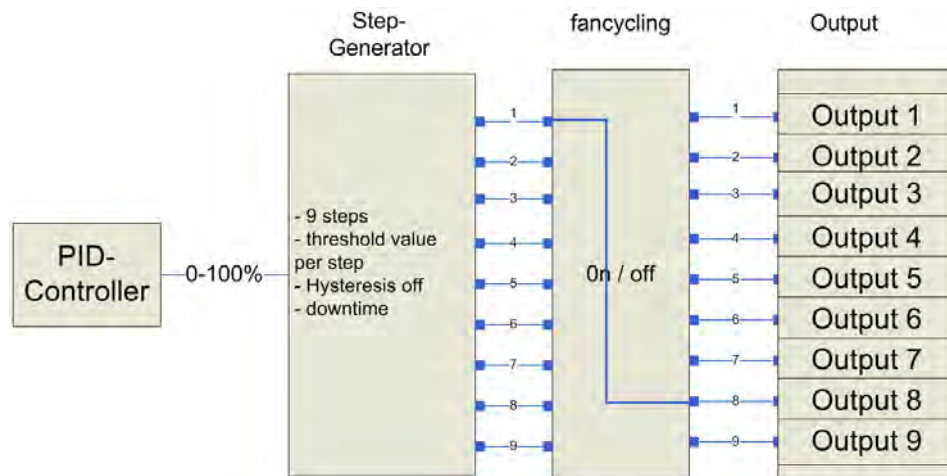 Step-
Generator
fancycling
Output
PID-
Controller
0-100%
- 9 steps
- threshold value
per step
- Hysteresis off
- downtime
1
2
3
4
5
6
7
8
9
0n / off
1
2
3
4
5
6
7
8
9
Output 1
Output 2
Output 3
Output 4
Output 5
Output 6
Output 7
Output 8
Output 9